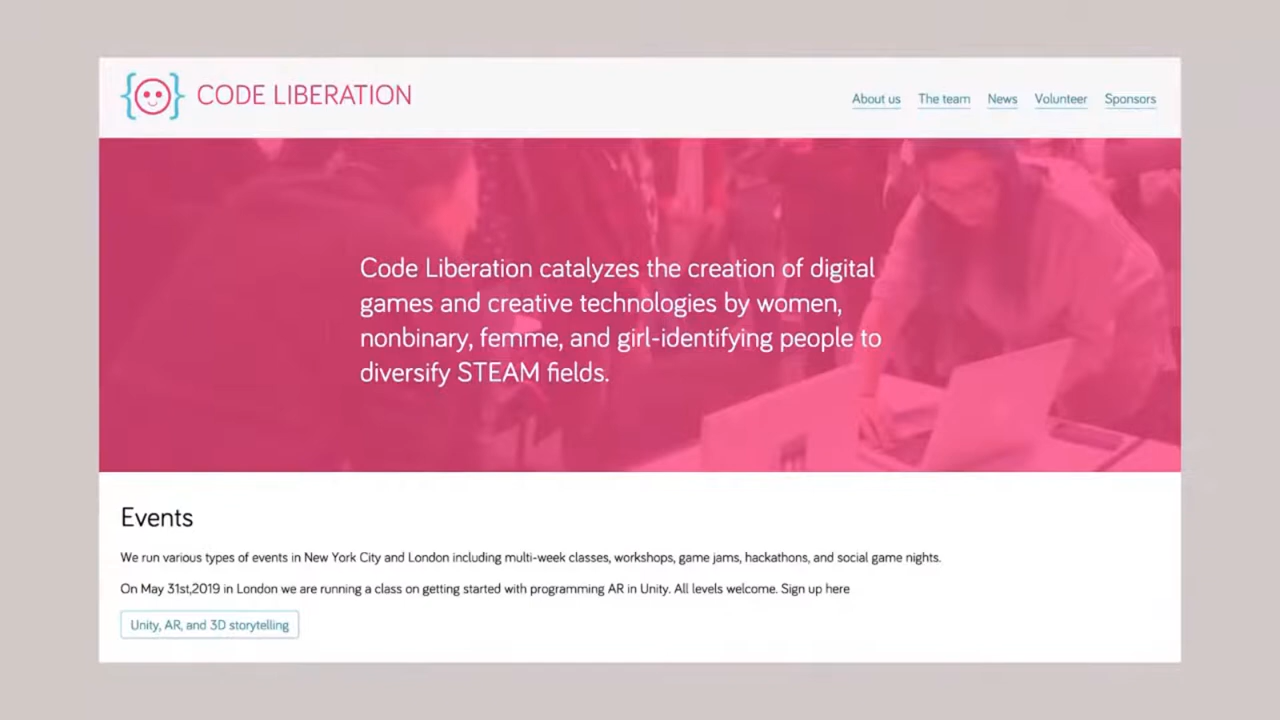 CODE LIBERATION
About us The team News Volunteer Sponsors
Code Liberation catalyzes the creation of digital
games and creative technologies by women,
nonbinary, femme, and girl-identifying people to
diversify STEAM fields.
Events
We run various types of events in New York City and London including multi-week classes, workshops, game jams, hackathons, and social game nights.
On May 31st,2019 in London we are running a class on getting started with programming AR in Unity. All levels welcome. Sign up here
Unity, AR, and 3D storytelling